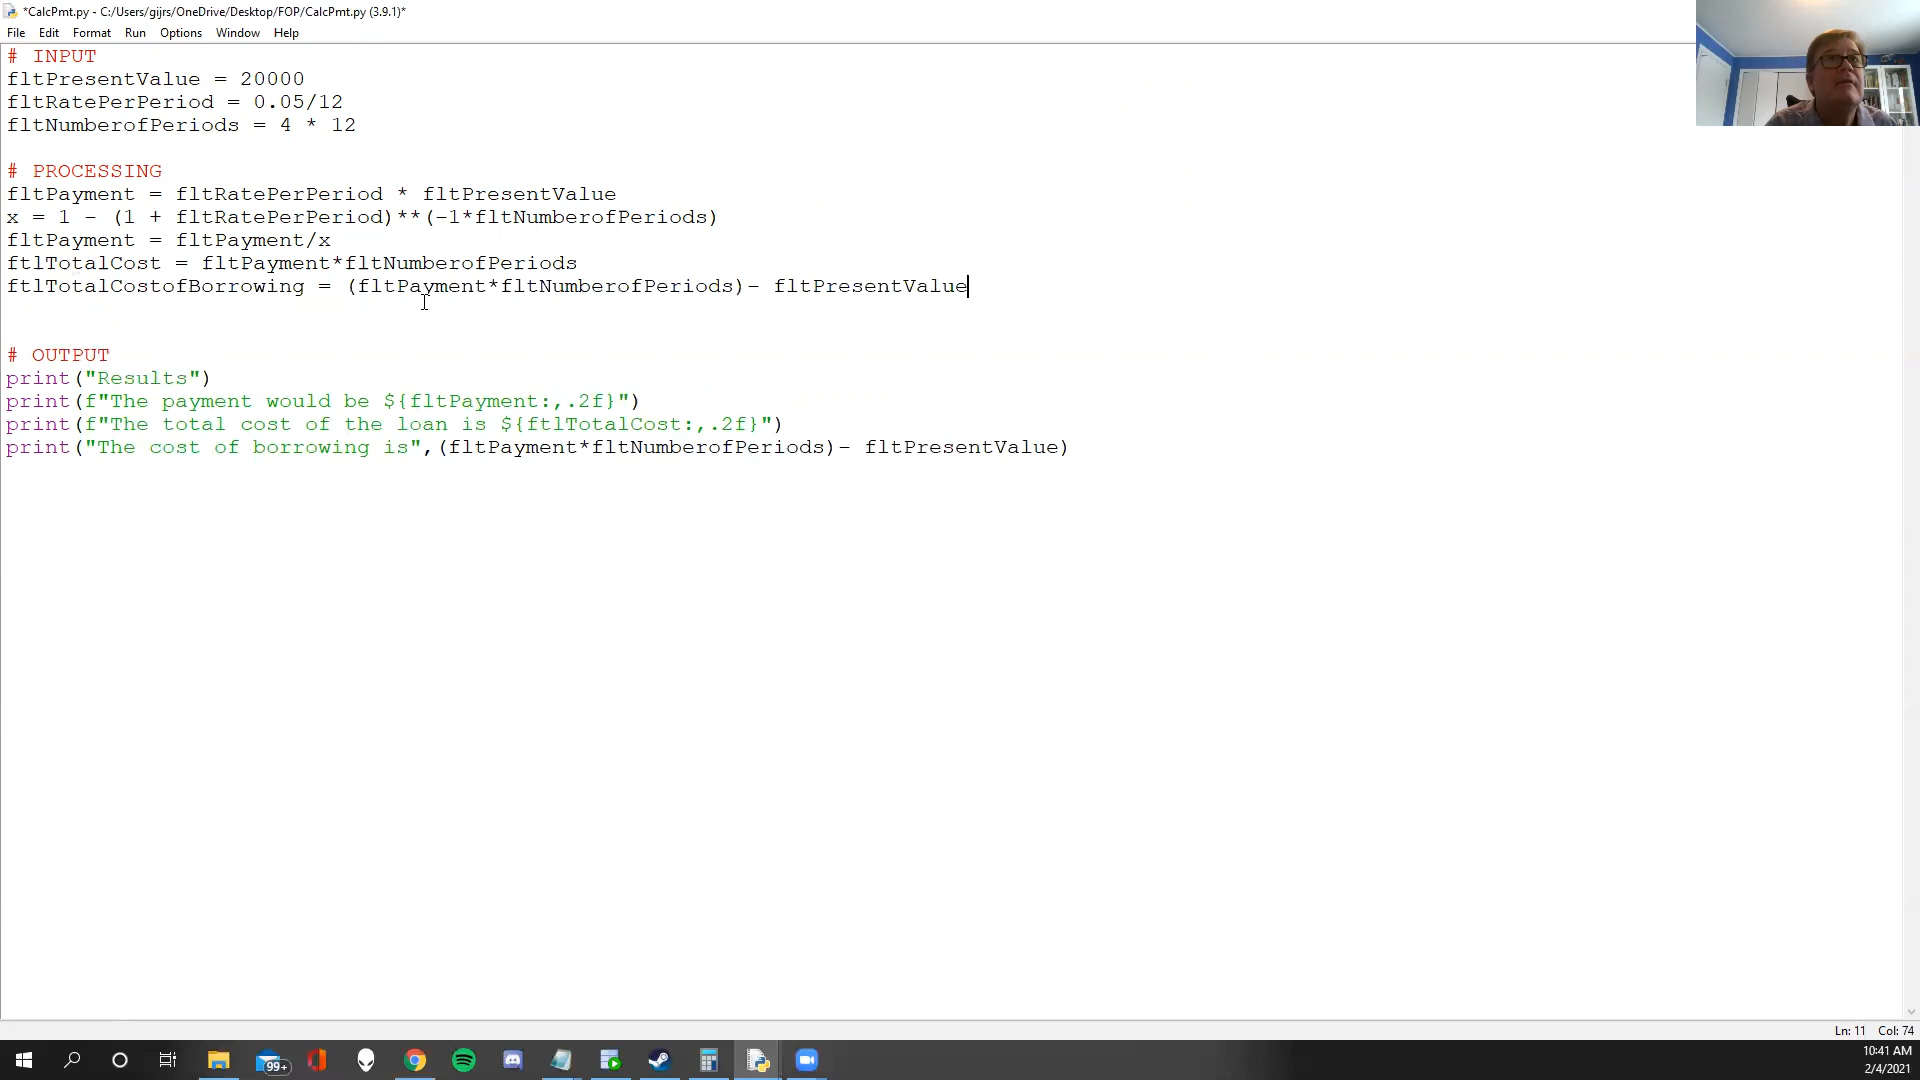 *CalcPmt.py - C:/Users/gijrs/OneDrive/Desktop/FOP/CalcPmt.py (3.9.1)*
File Edit Format Run Options Window Help
# INPUT
fltPresentValue = 20000
fltRatePerPeriod = 0.05/12
fltNumberofPeriods = 4 * 12
# PROCESSING
fltPayment = fltRatePerPeriod * fltPresentValue
x = 1 - (1 + fltRatePerPeriod)**(-1*fltNumberofPeriods)
fltPayment = fltPayment/x
ftlTotalCost = fltPayment*fltNumberofPeriods
ftlTotalCostofBorrowing = (fltPayment*fltNumberofPeriods)- fltPresentValue
# OUTPUT
print("Results")
print(f"The payment would be ${fltPayment:,.2f}")
print(f"The total cost of the loan is ${ftlTotalCost:,.2f}")
print("The cost of borrowing is",(fltPayment*fltNumberofPeriods)- fltPresentValue)
Ln: 11 Col: 74
99+
10:41 AM
2/4/2021